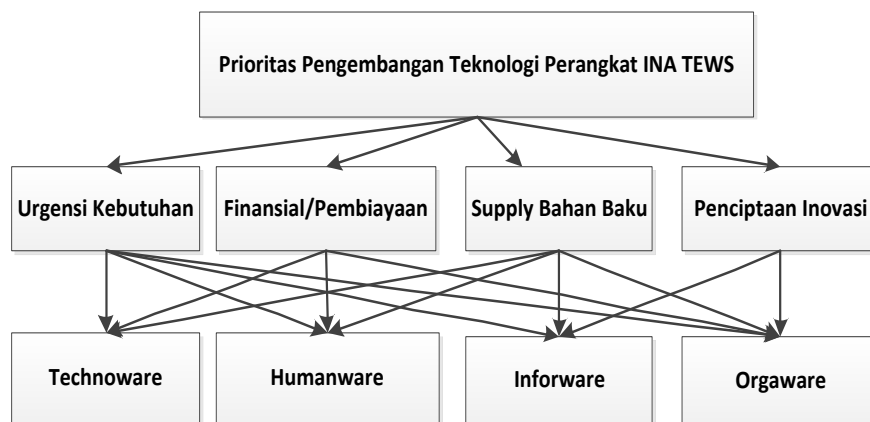 Prioritas Pengembangan Teknologi Perangkat INA TEWS
Urgensi Kebutuhan
Finansial/Pembiayaan
Supply Bahan Baku
Penciptaan Inovasi
Technoware
Humanware
Inforware
Orgaware